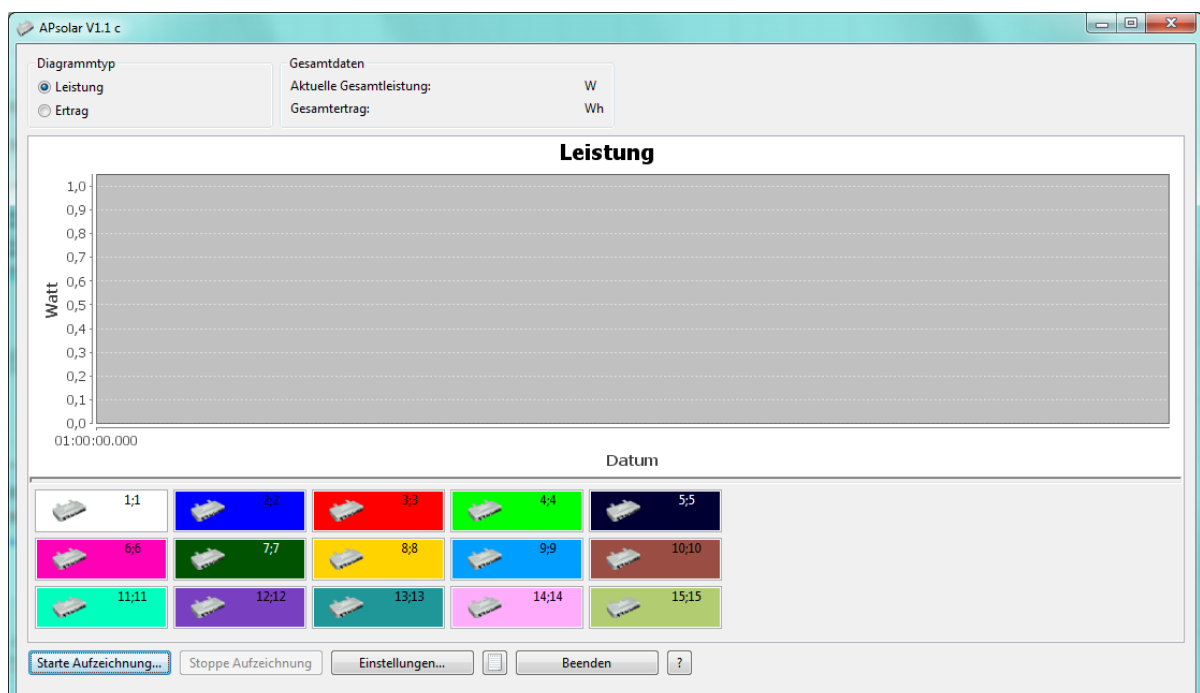 APsolar V1.1 c
Diagrammtyp
Leistung
Ertrag
Gesamtdaten
Aktuelle Gesamtleistung: W
Gesamtertrag: Wh
Leistung
Watt
1,0
0,9
0,8
0,7
0,6
0,5
0,4
0,3
0,2
0,1
0,0
01:00:00.000
Datum
1;1 2;2 3;3 4;4 5;5
6;6 7;7 8;8 9;9 10;10
11;11 12;12 13;13 14;14 15;15
Starte Aufzeichnung... Stoppe Aufzeichnung Einstellungen... Beenden ?